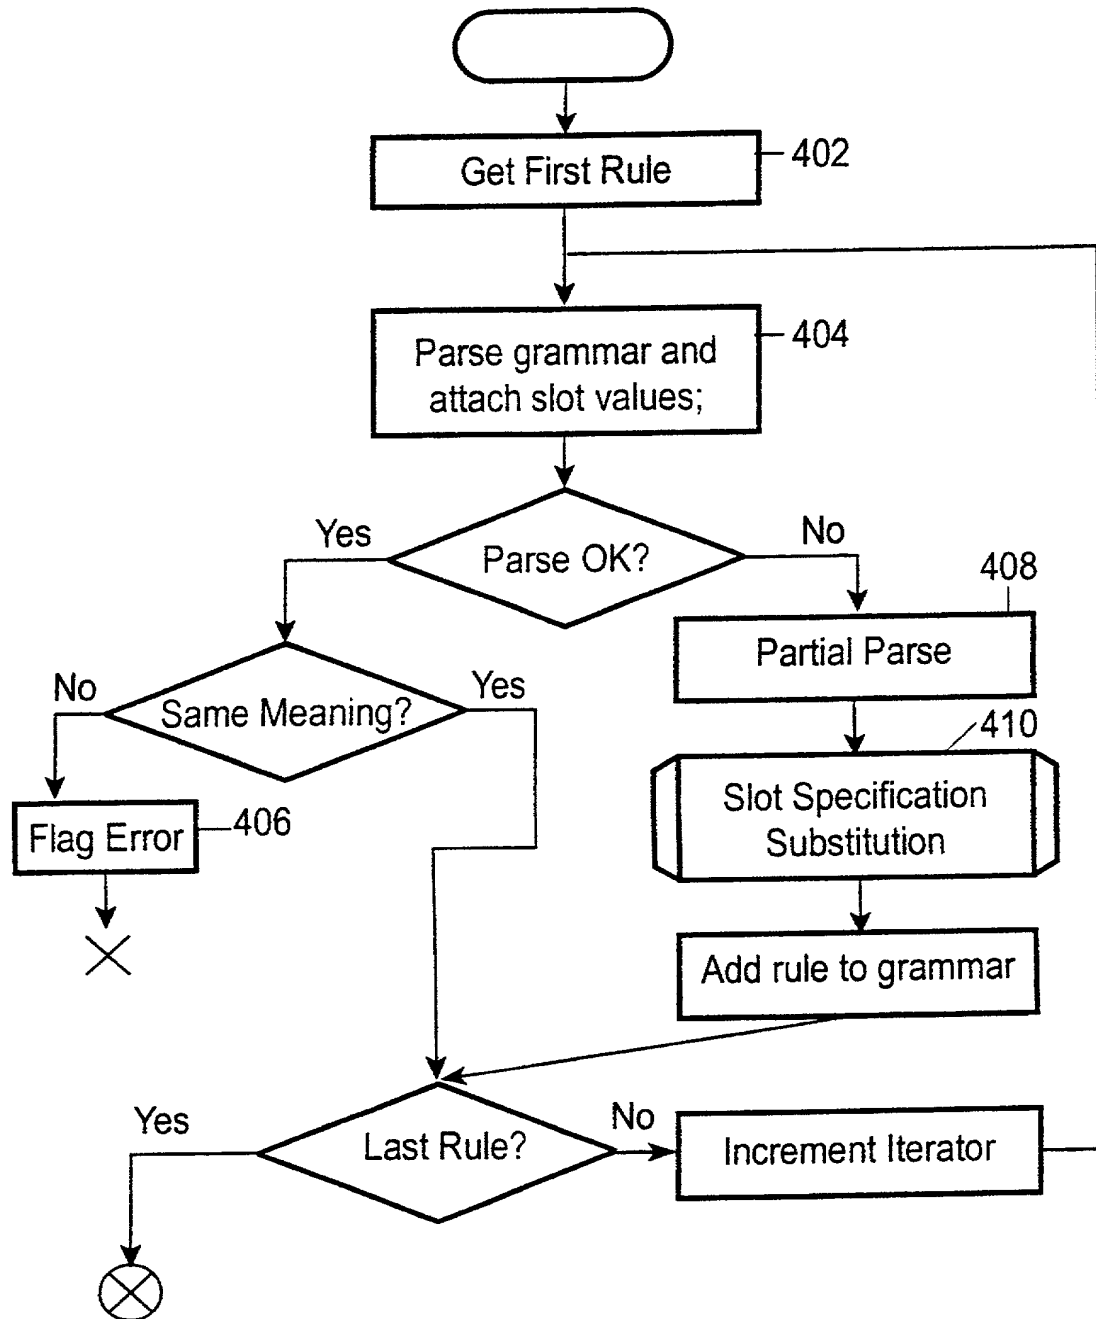 Get First Rule
402
Parse grammar and
attach slot values;
404
Yes
Parse OK?
No
408
Partial Parse
No
Same Meaning?
Yes
410
Slot Specification
Substitution
Flag Error
406
Add rule to grammar
Yes
Last Rule?
No
Increment Iterator